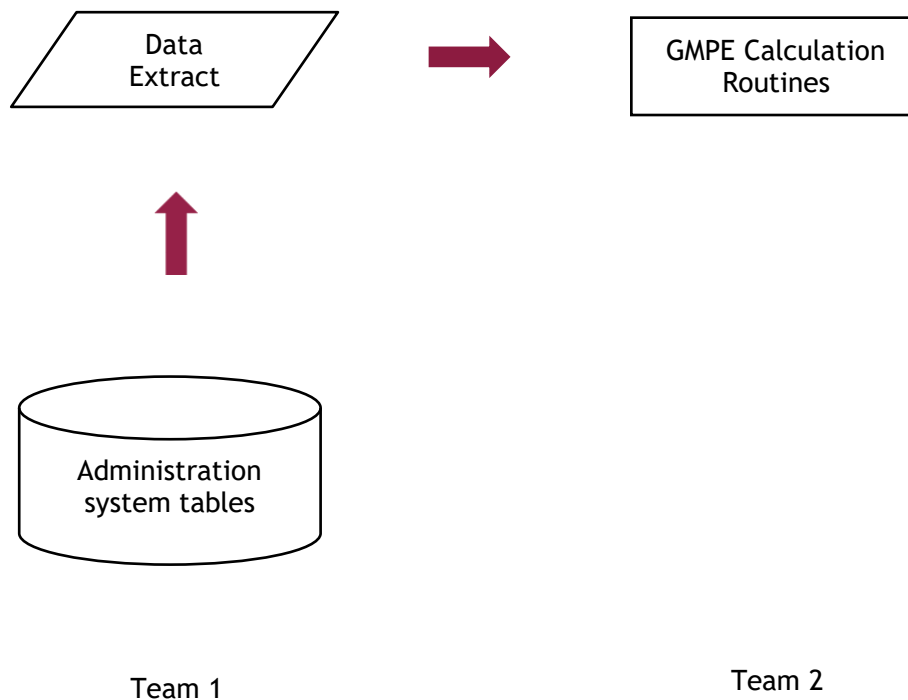 Data
Extract
GMPE Calculation
Routines
Administration
system tables
Team 1
Team 2